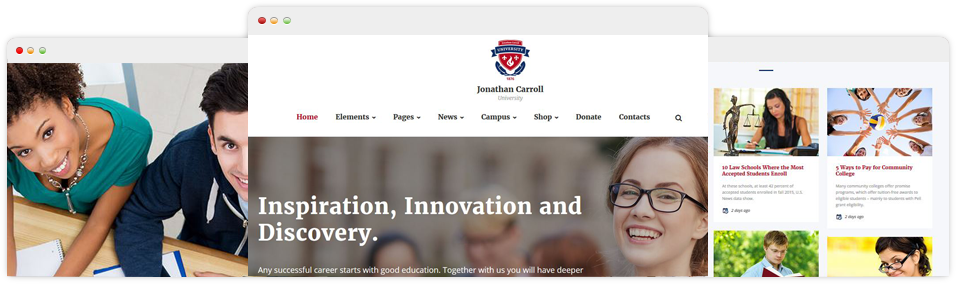 UNIVERSITY
1876
Jonathan Carroll
University
Home Elements Pages News Campus Shop Donate Contacts
Inspiration, Innovation and
Discovery.
Any successful career starts with good education. Together with us you will have deeper
10 Law Schools Where the Most
Accepted Students Enroll
At these schools, at least 42 percent of
accepted students enrolled in fall 2015, U.S.
News data show.
2 days ago
5 Ways to Pay for Community
College
Many community colleges offer promise
programs, which offer tuition-free awards to
eligible students – mainly to students with Pell
grant eligibility.
2 days ago